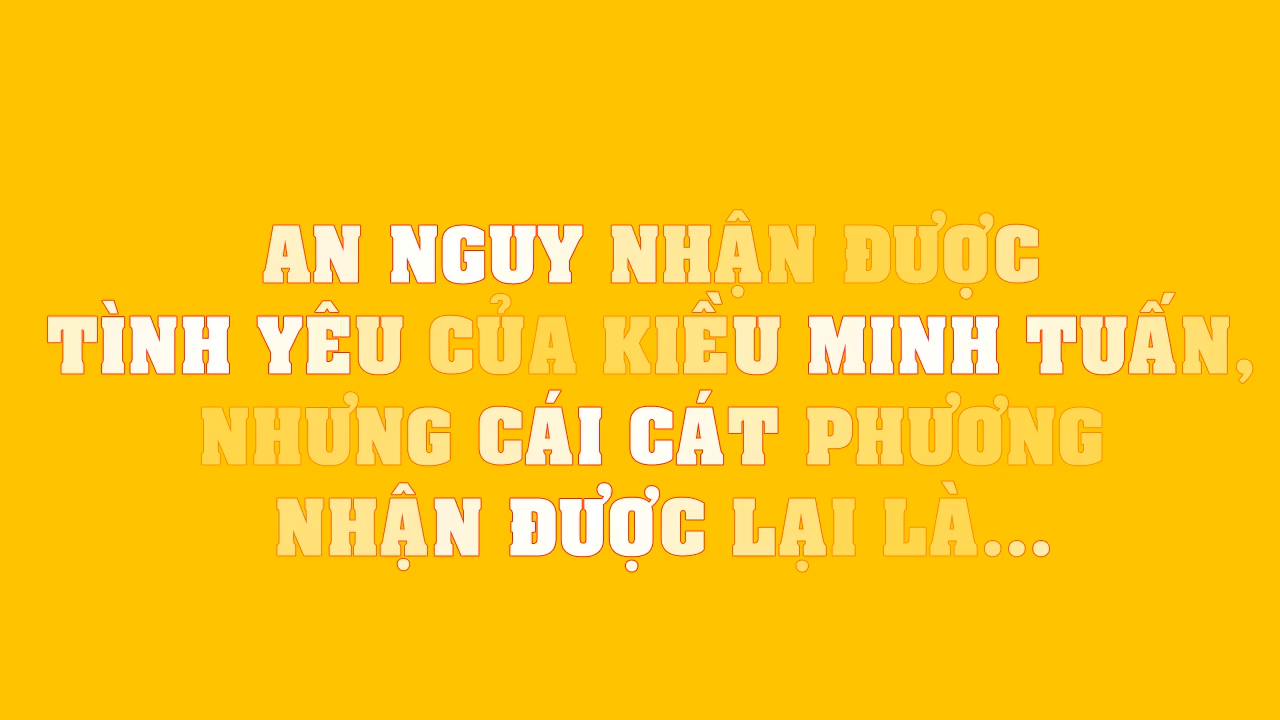 AN NGUY NHẬN ĐƯỢC
TÌNH YÊU CỦA KIỀU MINH TUẤN,
NHƯNG CÁI CÁT PHƯƠNG
NHẬN ĐƯỢC LẠI LÀ...